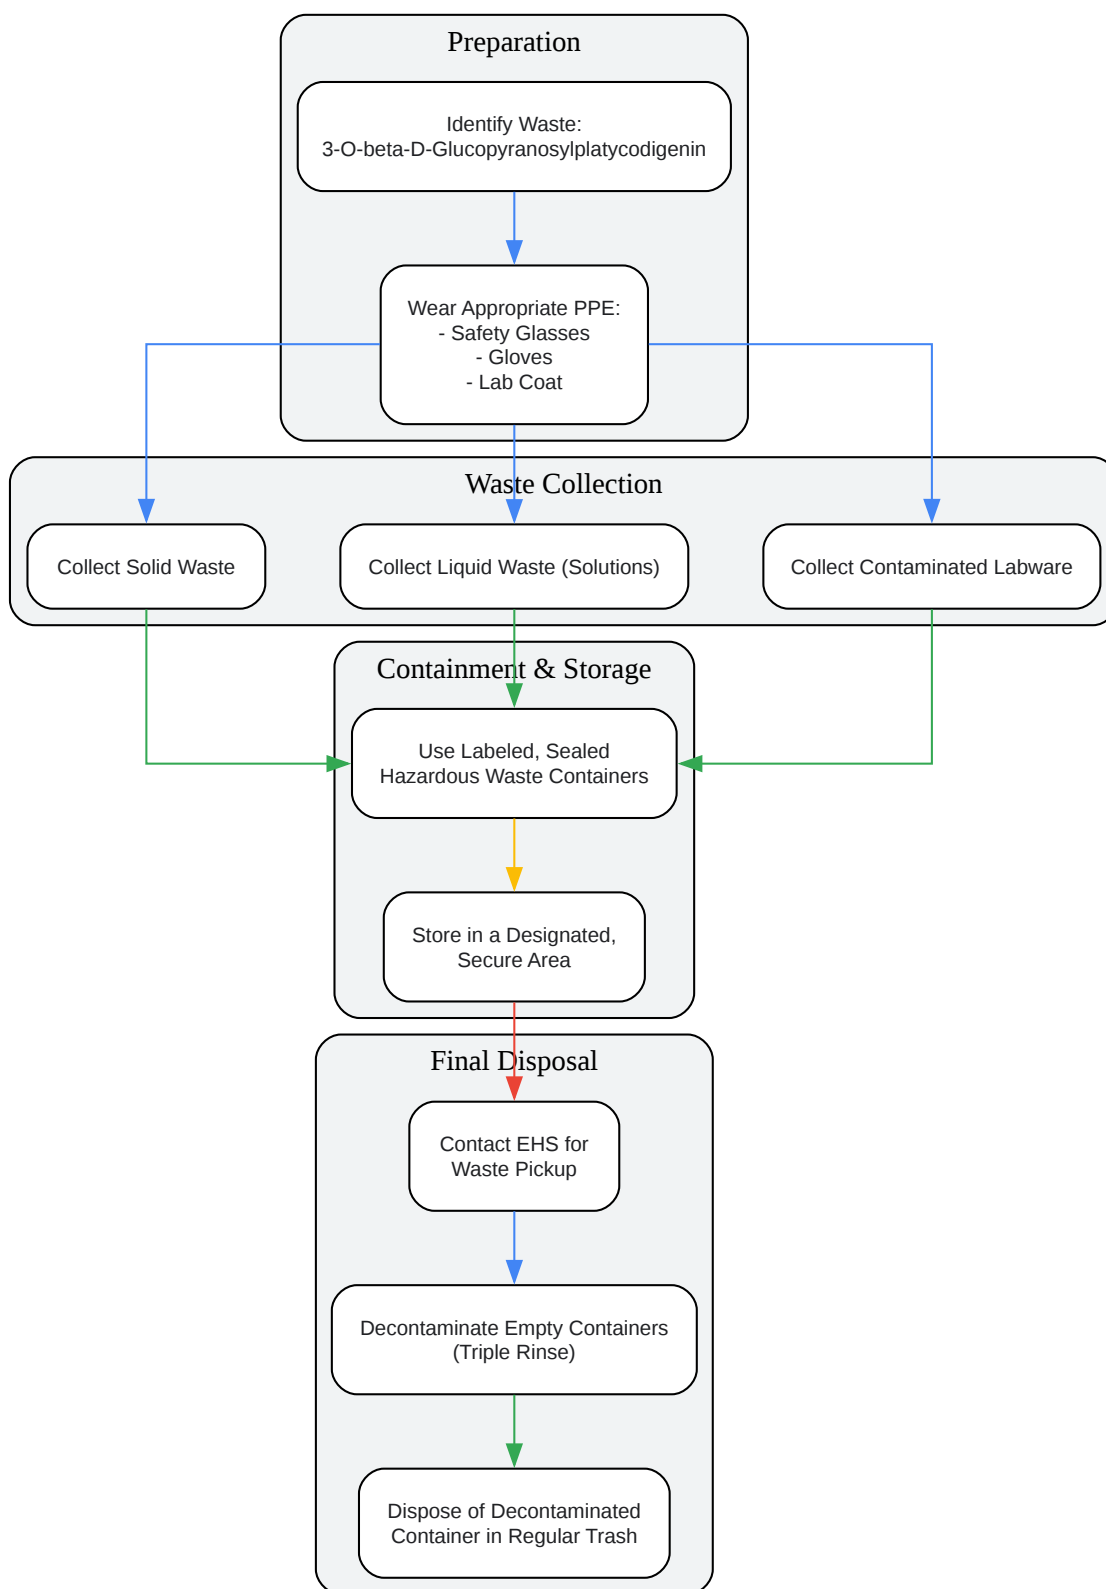 Preparation
Identify Waste:
3-O-beta-D-Glucopyranosylplatycodigenin
Wear Appropriate PPE:
- Safety Glasses
- Gloves
- Lab Coat
Waste Collection
Collect Solid Waste
Collect Liquid Waste (Solutions)
Collect Contaminated Labware
Containment & Storage
Use Labeled, Sealed
Hazardous Waste Containers
Store in a Designated,
Secure Area
Final Disposal
Contact EHS for
Waste Pickup
Decontaminate Empty Containers
(Triple Rinse)
Dispose of Decontaminated
Container in Regular Trash